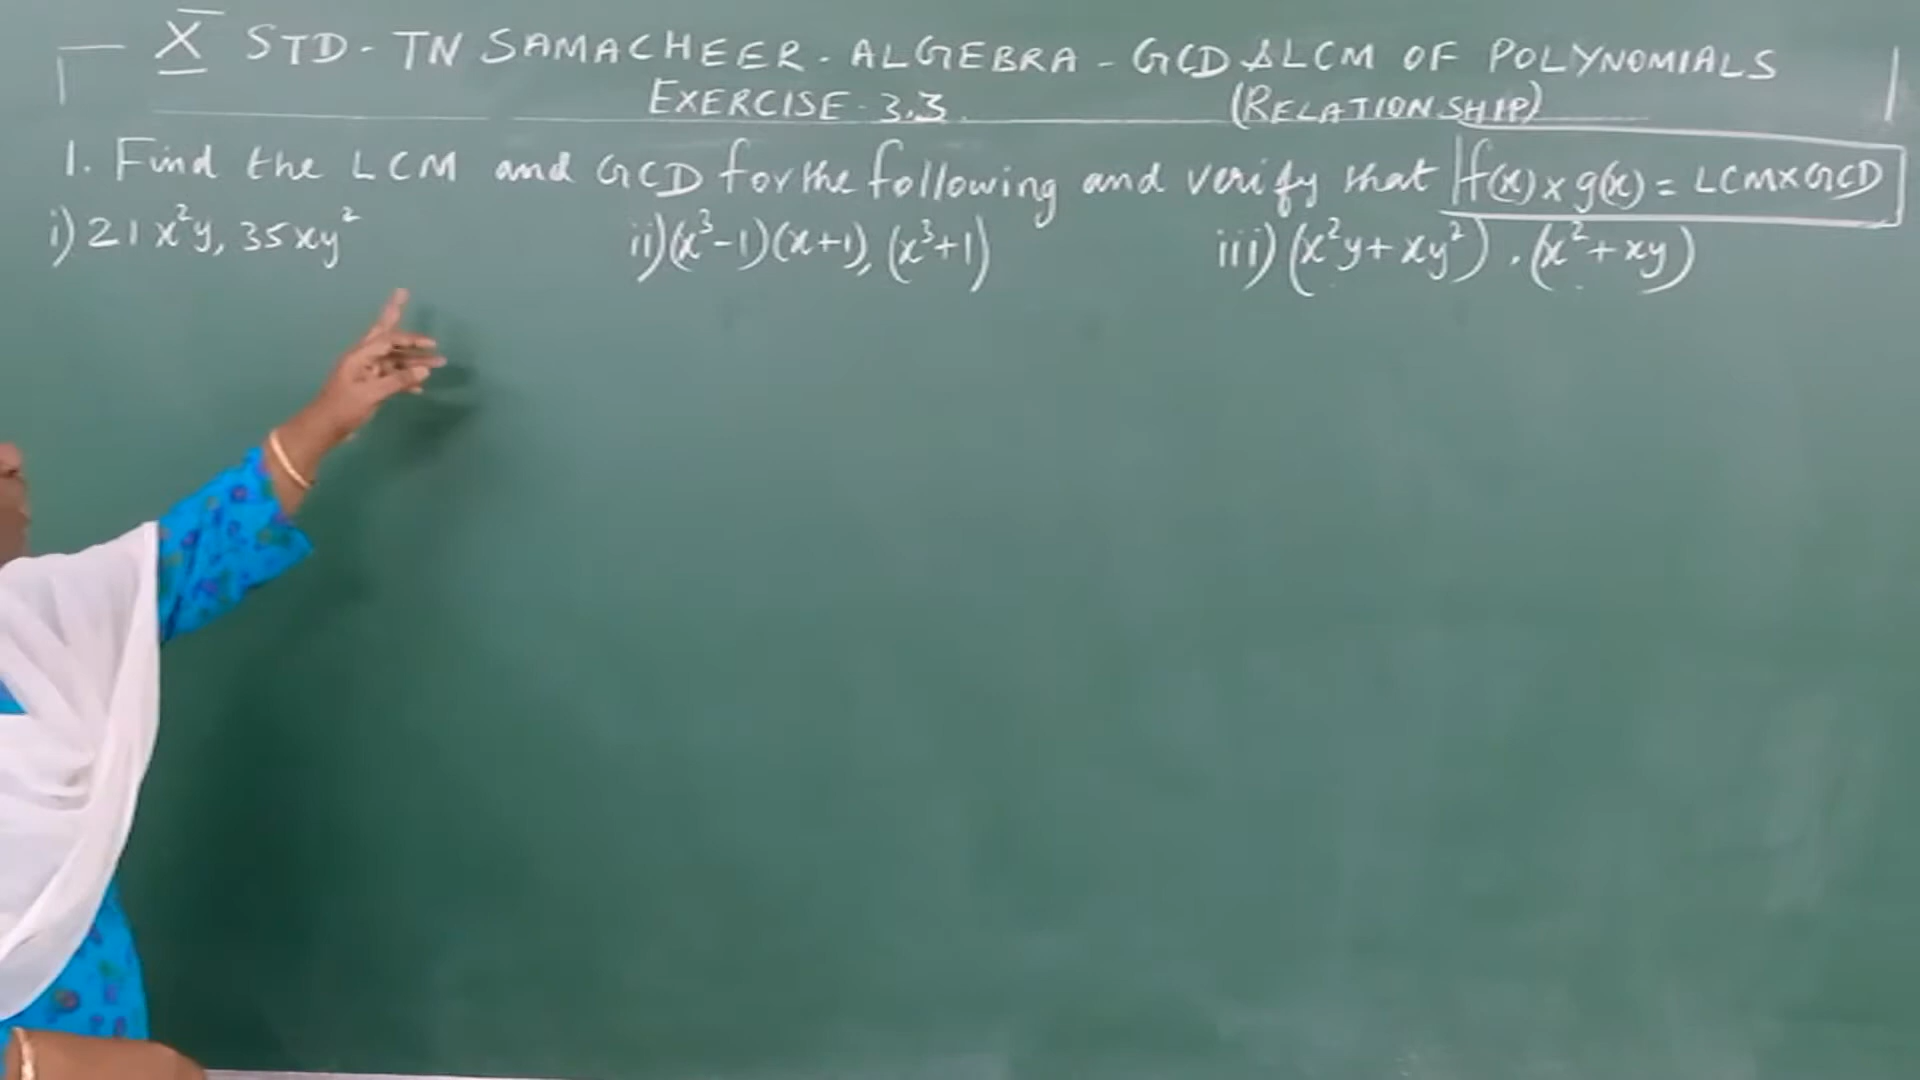 X STD - TN SAMACHEER - ALGEBRA - GCD & LCM OF POLYNOMIALS
EXERCISE - 3.3 (RELATIONSHIP)
1. Find the LCM and GCD for the following and verify that f(x) x g(x) = LCM x GCD
i) 21x²y, 35xy² ii) (x³-1)(x+1), (x³+1) iii) (x²y + xy²) . (x² + xy)